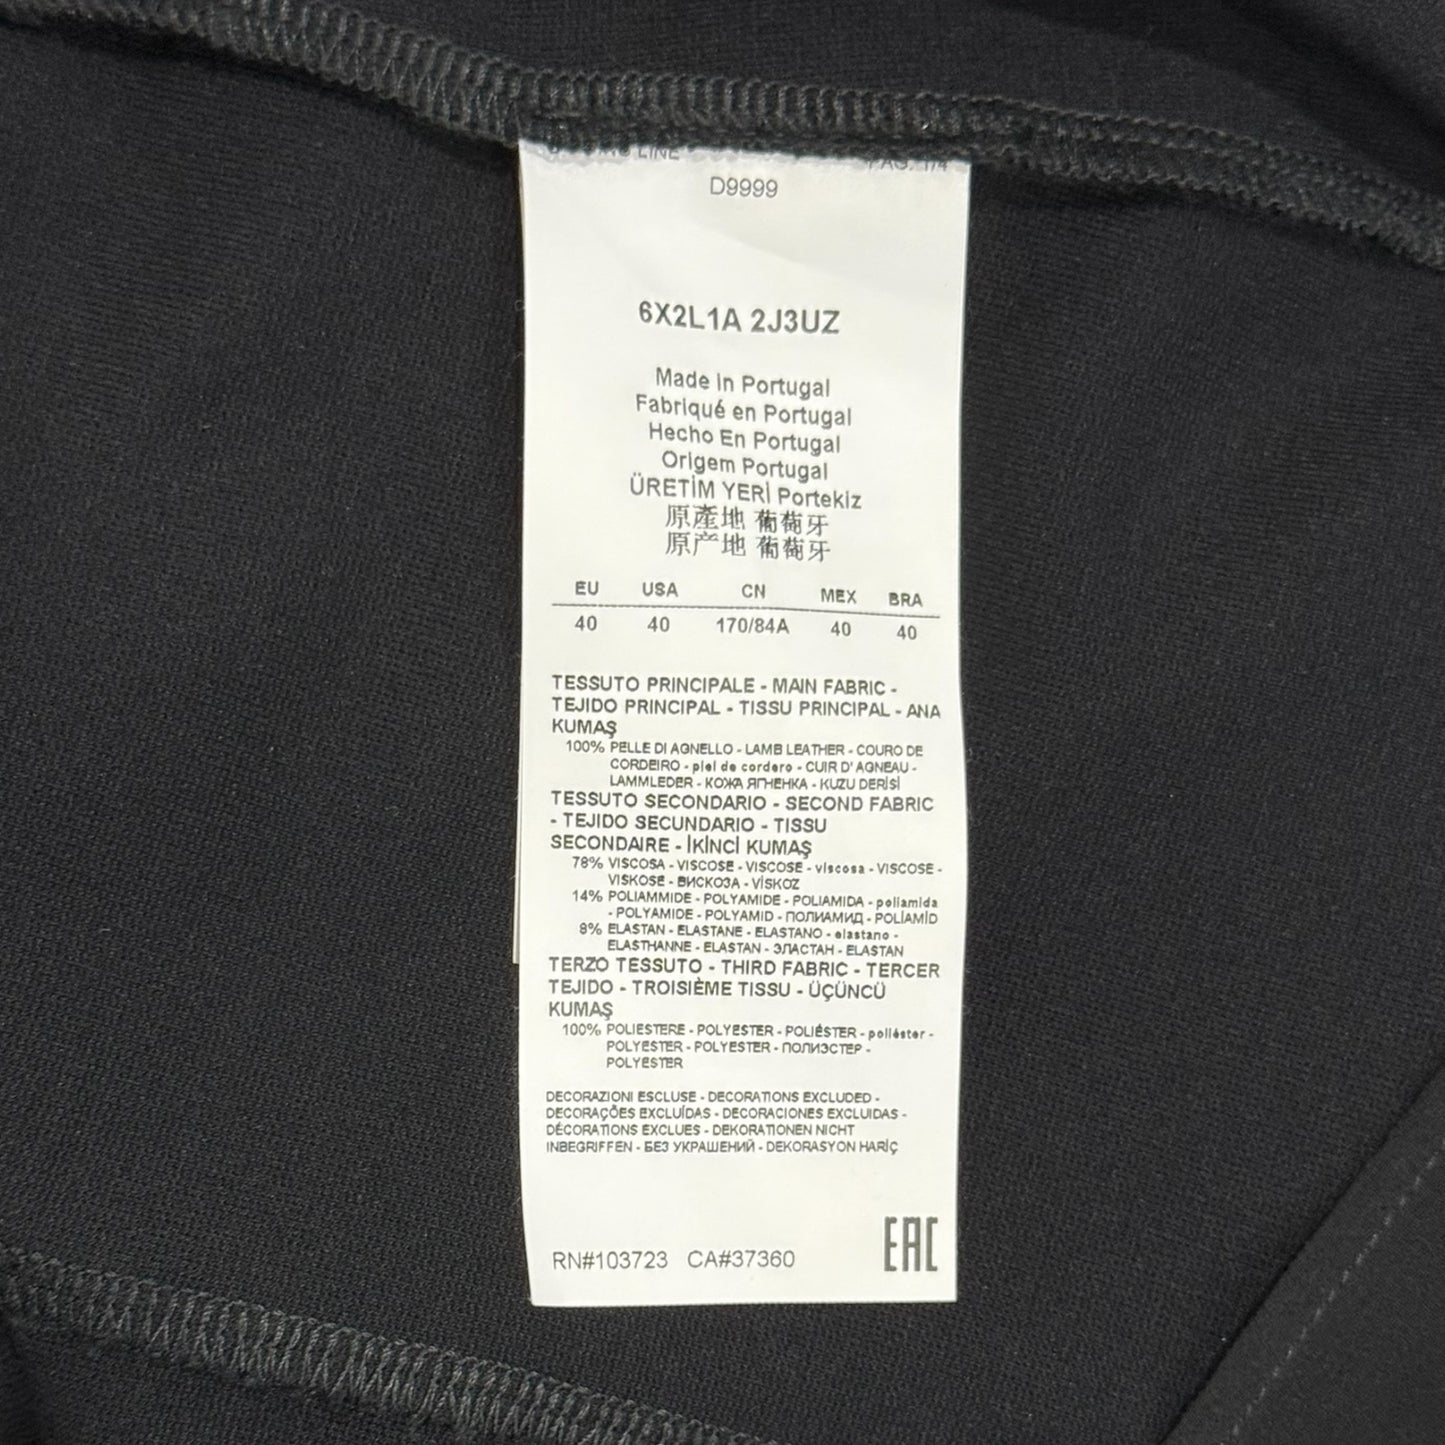 LINE PAG. 1/4
D9999
6X2L1A 2J3UZ
Made in Portugal
Fabriqué en Portugal
Hecho En Portugal
Origem Portugal
ÜRETİM YERİ Portekiz
原產地 葡萄牙
原产地 葡萄牙
EU USA CN MEX BRA
40 40 170/84A 40 40
TESSUTO PRINCIPALE - MAIN FABRIC -
TEJIDO PRINCIPAL - TISSU PRINCIPAL - ANA
KUMAŞ
100% PELLE DI AGNELLO - LAMB LEATHER - COURO DE
CORDEIRO - piel de cordero - CUIR D' AGNEAU -
LAMMLEDER - КОЖА ЯГНЕНКА - KUZU DERİSİ
TESSUTO SECONDARIO - SECOND FABRIC
- TEJIDO SECUNDARIO - TISSU
SECONDAIRE - İKİNCİ KUMAŞ
78% VISCOSA - VISCOSE - VISCOSE - viscosa - VISCOSE -
VISKOSE - ВИСКОЗА - VİSKOZ
14% POLIAMMIDE - POLYAMIDE - POLIAMIDA - poliamida
- POLYAMIDE - POLYAMID - ПОЛИАМИД - POLİAMİD
8% ELASTAN - ELASTANE - ELASTANO - elastano -
ELASTHANNE - ELASTAN - ЭЛАСТАН - ELASTAN
TERZO TESSUTO - THIRD FABRIC - TERCER
TEJIDO - TROISIÈME TISSU - ÜÇÜNCÜ
KUMAŞ
100% POLIESTERE - POLYESTER - POLIÉSTER - poliéster -
POLYESTER - POLYESTER - ПОЛИЭСТЕР -
POLYESTER
DECORAZIONI ESCLUSE - DECORATIONS EXCLUDED -
DECORAÇÕES EXCLUÍDAS - DECORACIONES EXCLUIDAS -
DÉCORATIONS EXCLUES - DEKORATIONEN NICHT
INBEGRIFFEN - БЕЗ УКРАШЕНИЙ - DEKORASYON HARİÇ
RN#103723 CA#37360 EAC